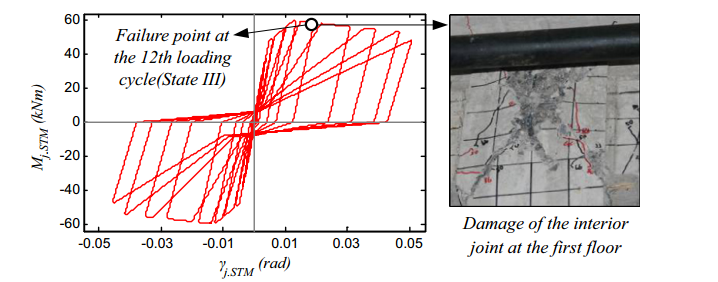 60
40
20
0
-20
-40
-60
M_j.STM (kNm)
Failure point at
the 12th loading
cycle(State III)
-0.05 -0.03 -0.01 0.01 0.03 0.05
γ_j.STM (rad)
Damage of the interior
joint at the first floor